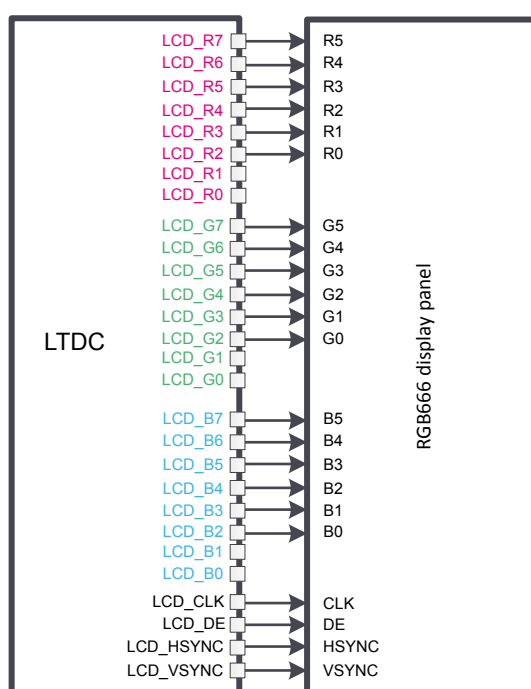 LCD_R7 R5
LCD_R6 R4
LCD_R5 R3
LCD_R4 R2
LCD_R3 R1
LCD_R2 R0
LCD_R1
LCD_R0
LCD_G7 G5
LCD_G6 G4
LCD_G5 G3
LCD_G4 G2
LCD_G3 G1
LCD_G2 G0
LCD_G1
LCD_G0
LTDC
RGB666 display panel
LCD_B7 B5
LCD_B6 B4
LCD_B5 B3
LCD_B4 B2
LCD_B3 B1
LCD_B2 B0
LCD_B1
LCD_B0
LCD_CLK CLK
LCD_DE DE
LCD_HSYNC HSYNC
LCD_VSYNC VSYNC